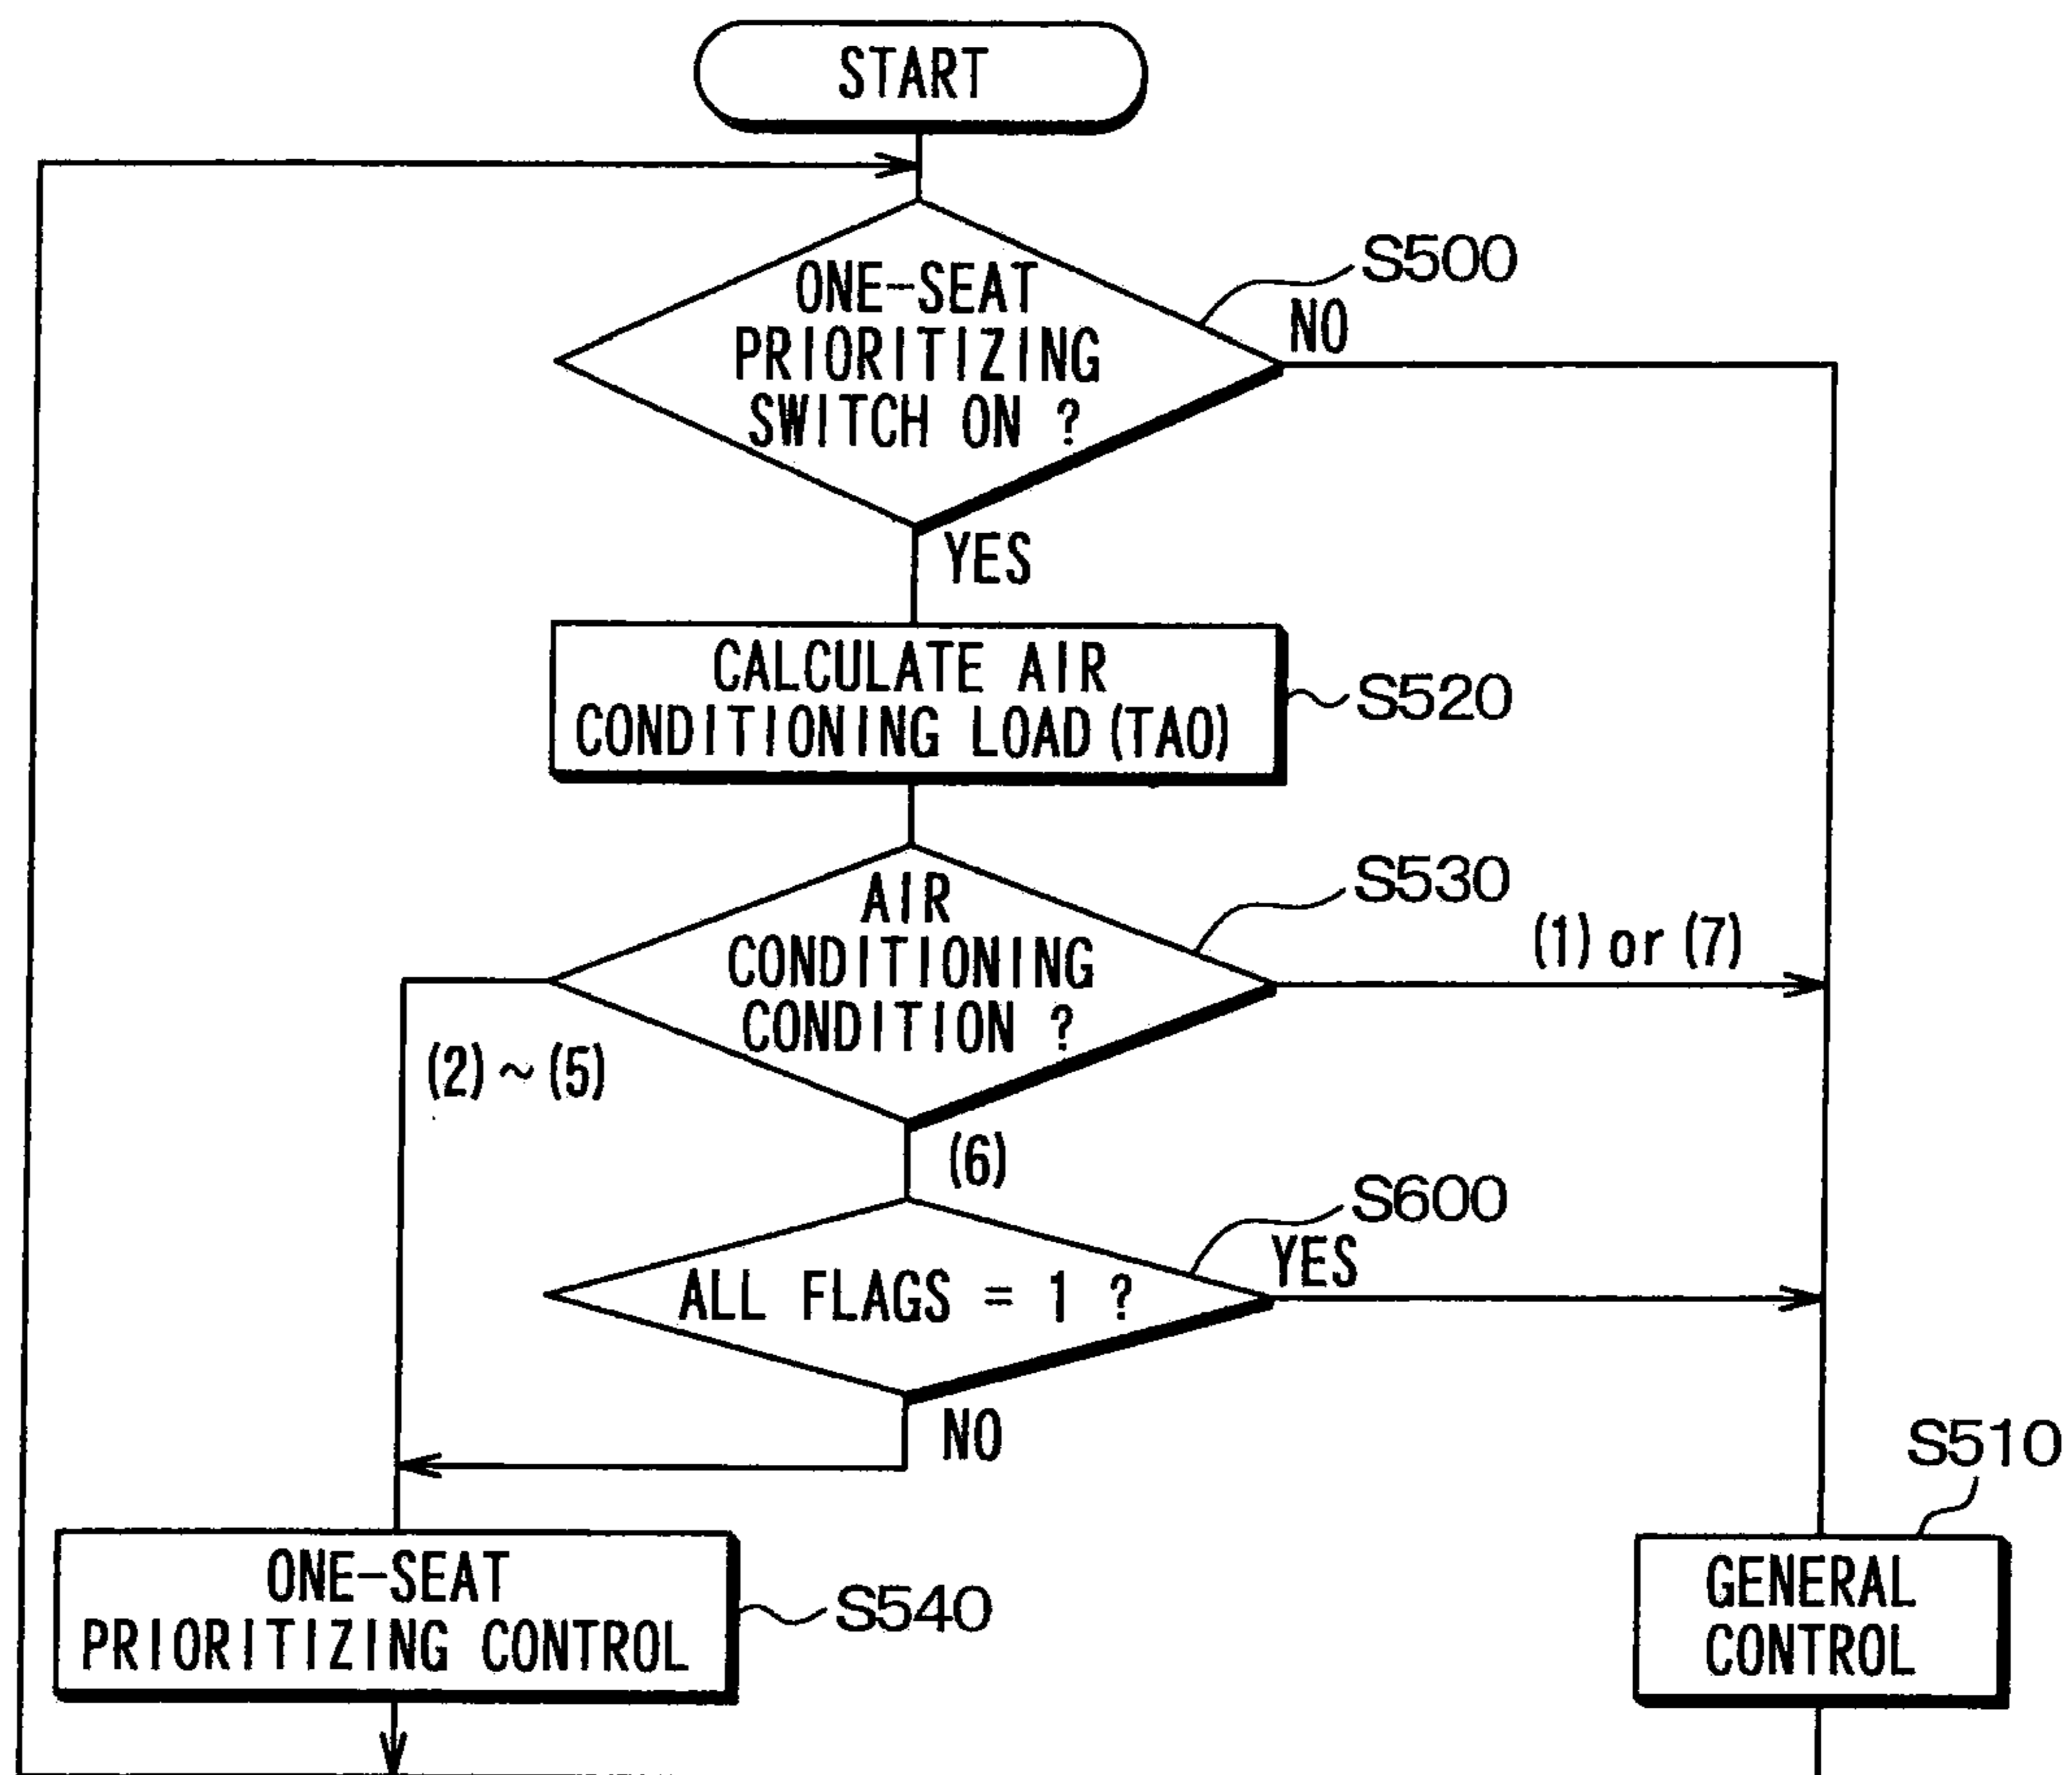 START
ONE-SEAT
PRIORITIZING
SWITCH ON ?
S500
NO
YES
CALCULATE AIR
CONDITIONING LOAD (TAO)
S520
AIR
CONDITIONING
CONDITION ?
S530
(1) or (7)
(2) ~ (5)
(6)
S600
ALL FLAGS = 1 ?
YES
NO
S510
ONE-SEAT
PRIORITIZING CONTROL
S540
GENERAL
CONTROL